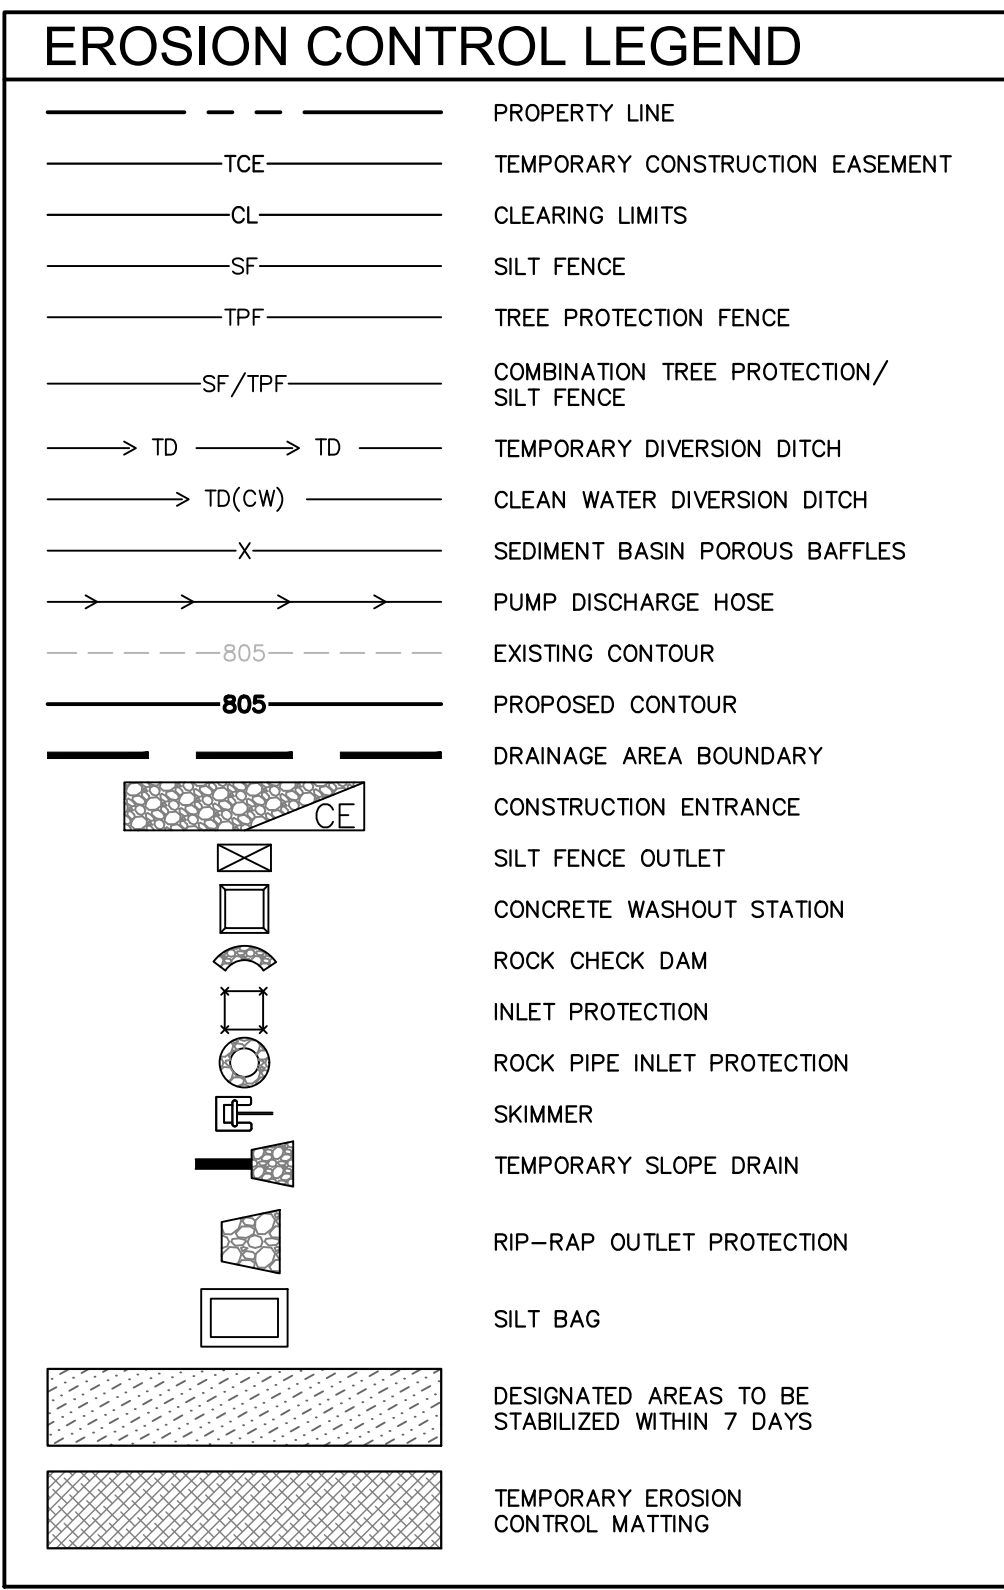 EROSION CONTROL LEGEND
PROPERTY LINE
TCE TEMPORARY CONSTRUCTION EASEMENT
CL CLEARING LIMITS
SF SILT FENCE
TPF TREE PROTECTION FENCE
SF/TPF COMBINATION TREE PROTECTION/
SILT FENCE
TD TD TEMPORARY DIVERSION DITCH
TD(CW) CLEAN WATER DIVERSION DITCH
X SEDIMENT BASIN POROUS BAFFLES
PUMP DISCHARGE HOSE
805 EXISTING CONTOUR
805 PROPOSED CONTOUR
DRAINAGE AREA BOUNDARY
CE CONSTRUCTION ENTRANCE
SILT FENCE OUTLET
CONCRETE WASHOUT STATION
ROCK CHECK DAM
INLET PROTECTION
ROCK PIPE INLET PROTECTION
SKIMMER
TEMPORARY SLOPE DRAIN
RIP-RAP OUTLET PROTECTION
SILT BAG
DESIGNATED AREAS TO BE
STABILIZED WITHIN 7 DAYS
TEMPORARY EROSION
CONTROL MATTING